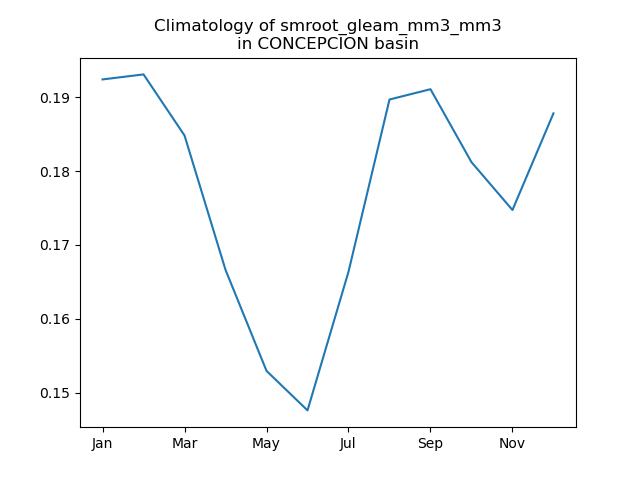 Climatology of smroot_gleam_mm3_mm3
in CONCEPCION basin
0.19
0.18
0.17
0.16
0.15
Jan Mar May Jul Sep Nov